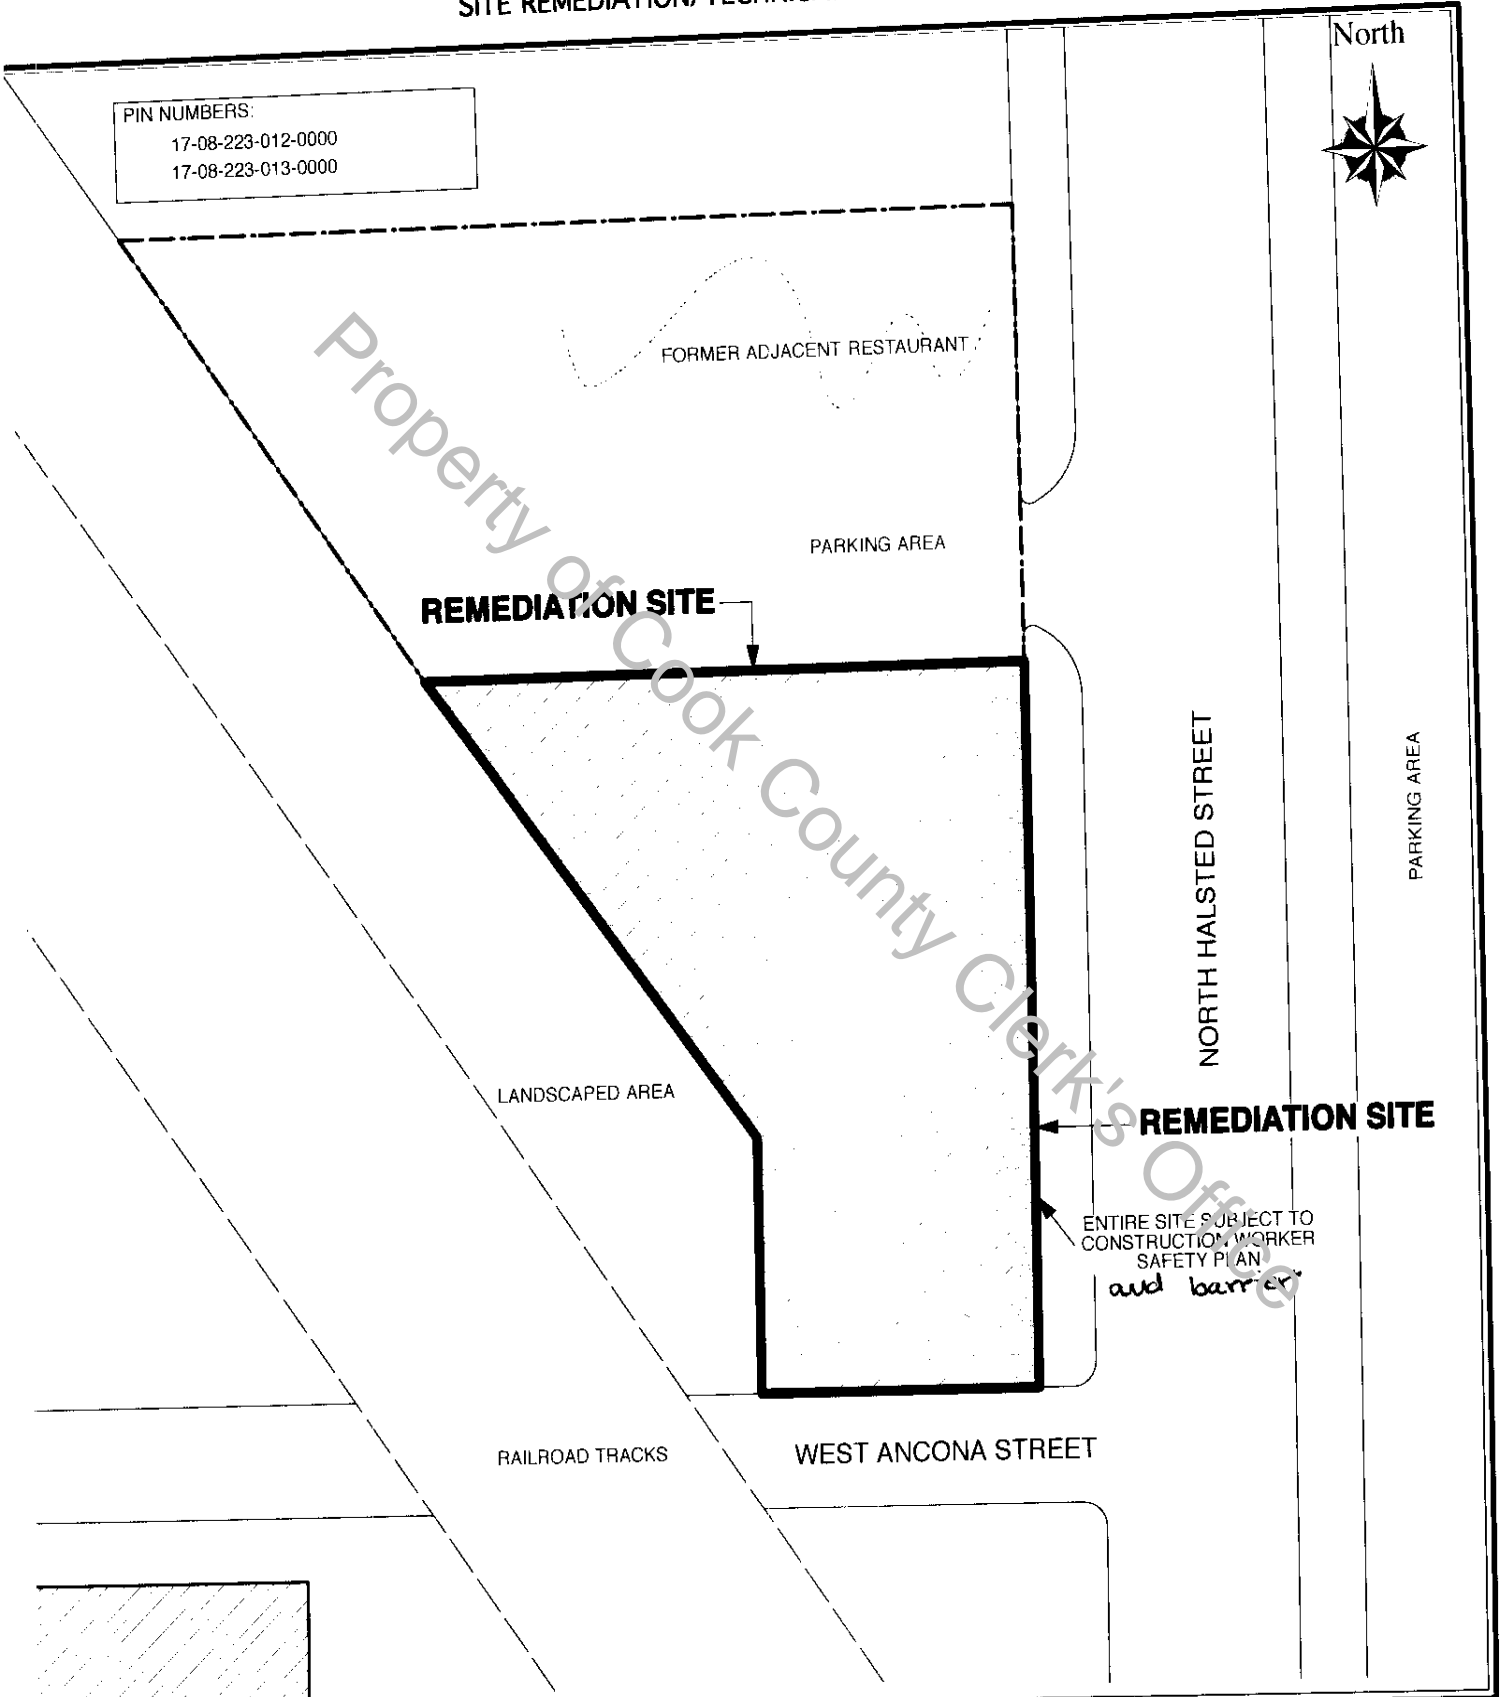 SITE REMEDIATION/
North
PIN NUMBERS:
17-08-223-012-0000
17-08-223-013-0000
FORMER ADJACENT RESTAURANT
PARKING AREA
REMEDIATION SITE
NORTH HALSTED STREET
PARKING AREA
LANDSCAPED AREA
REMEDIATION SITE
ENTIRE SITE SUBJECT TO
CONSTRUCTION WORKER
SAFETY PLAN
and barrier
RAILROAD TRACKS
WEST ANCONA STREET
Property of Cook County Clerk's Office